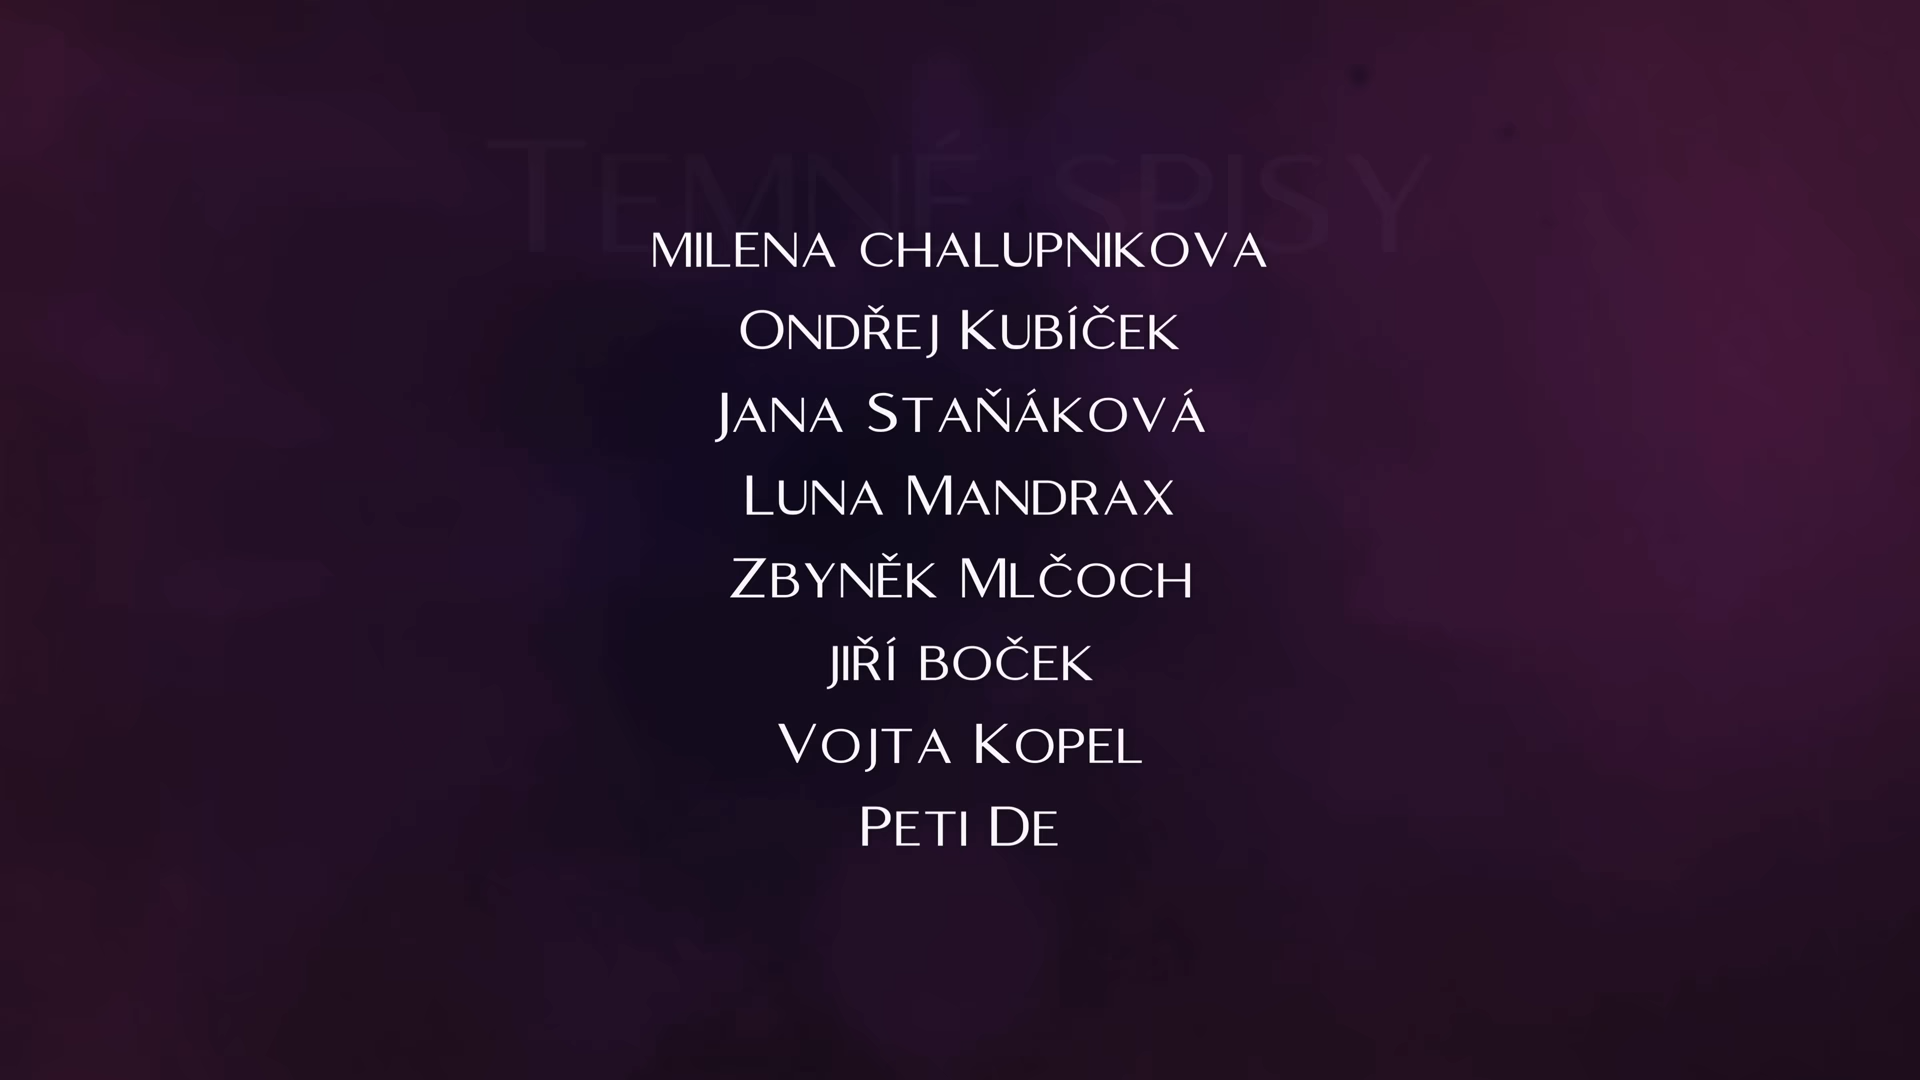 Temné spisy
milena chalupnikova
Ondřej Kubíček
Jana Staňáková
Luna Mandrax
Zbyněk Mlčoch
jiří boček
Vojta Kopel
Peti De